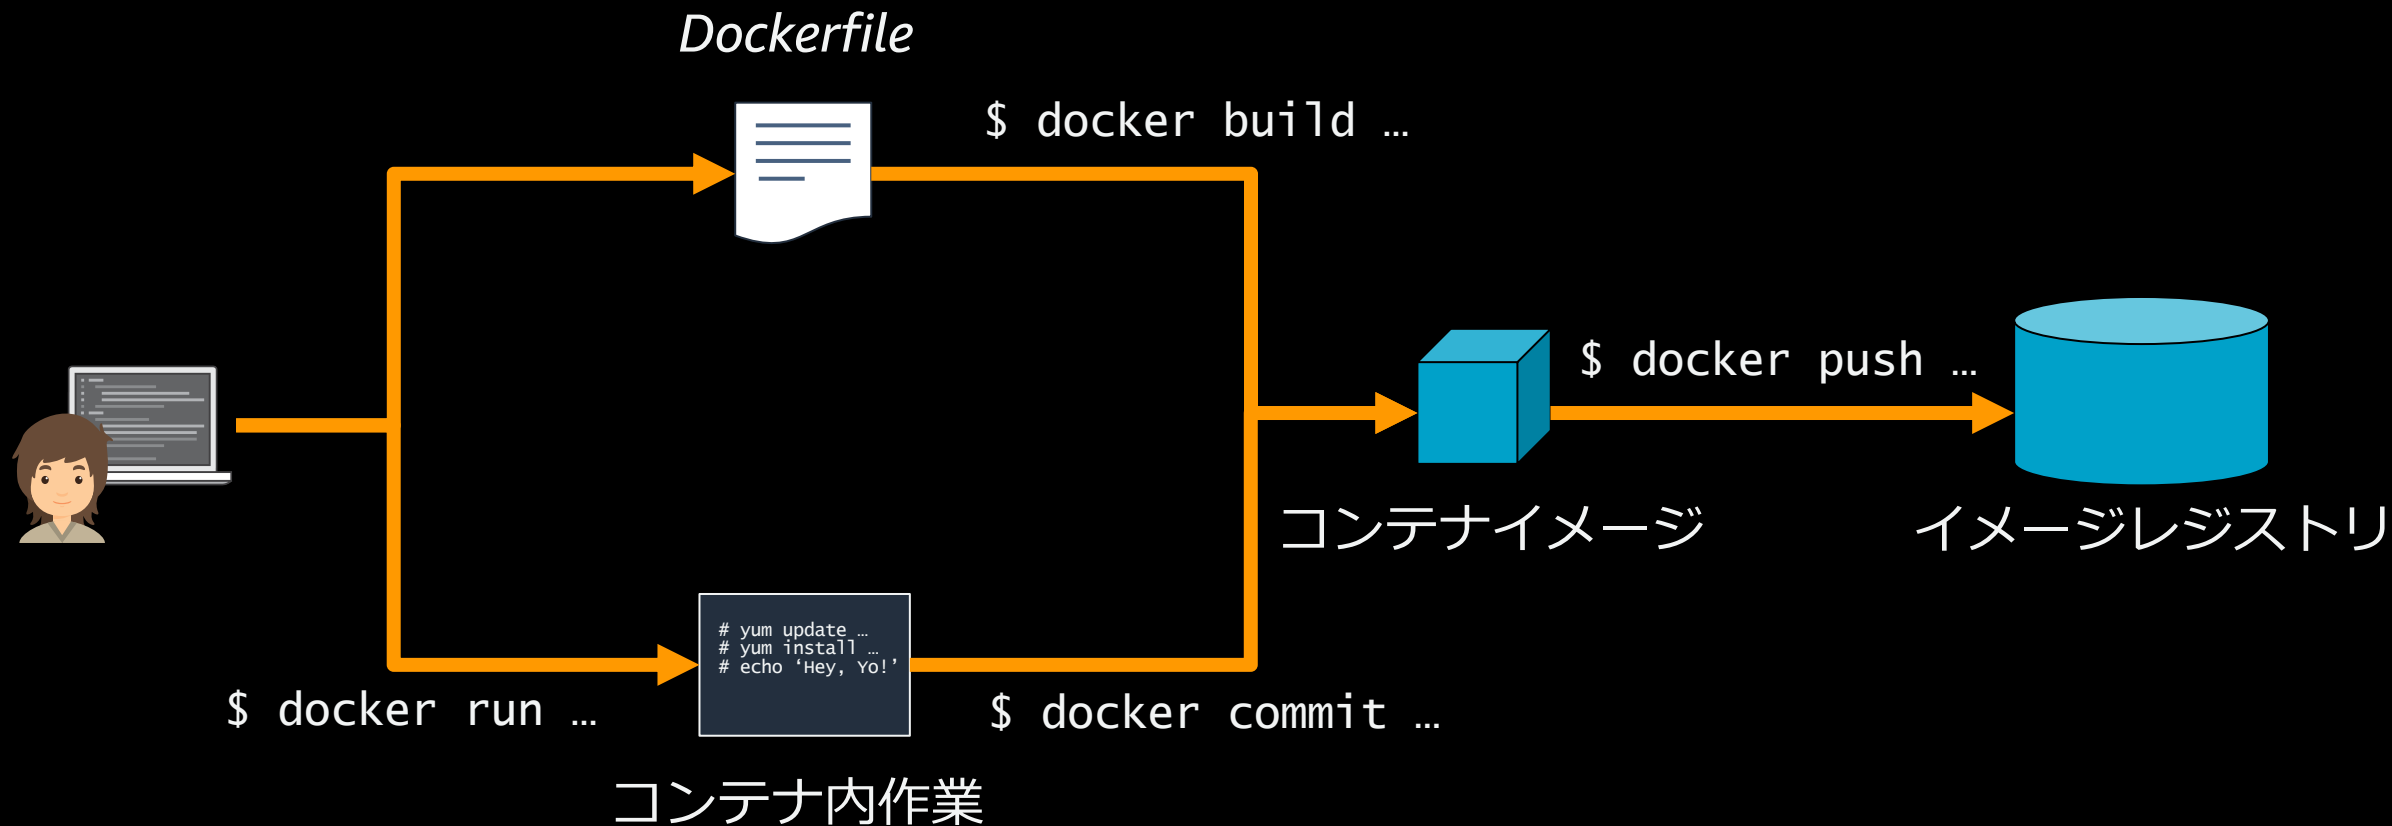 Dockerfile
$ docker build …
$ docker push …
コンテナイメージ
イメージレジストリ
# yum update …
# yum install …
# echo ‘Hey, Yo!’
$ docker run …
$ docker commit …
コンテナ内作業